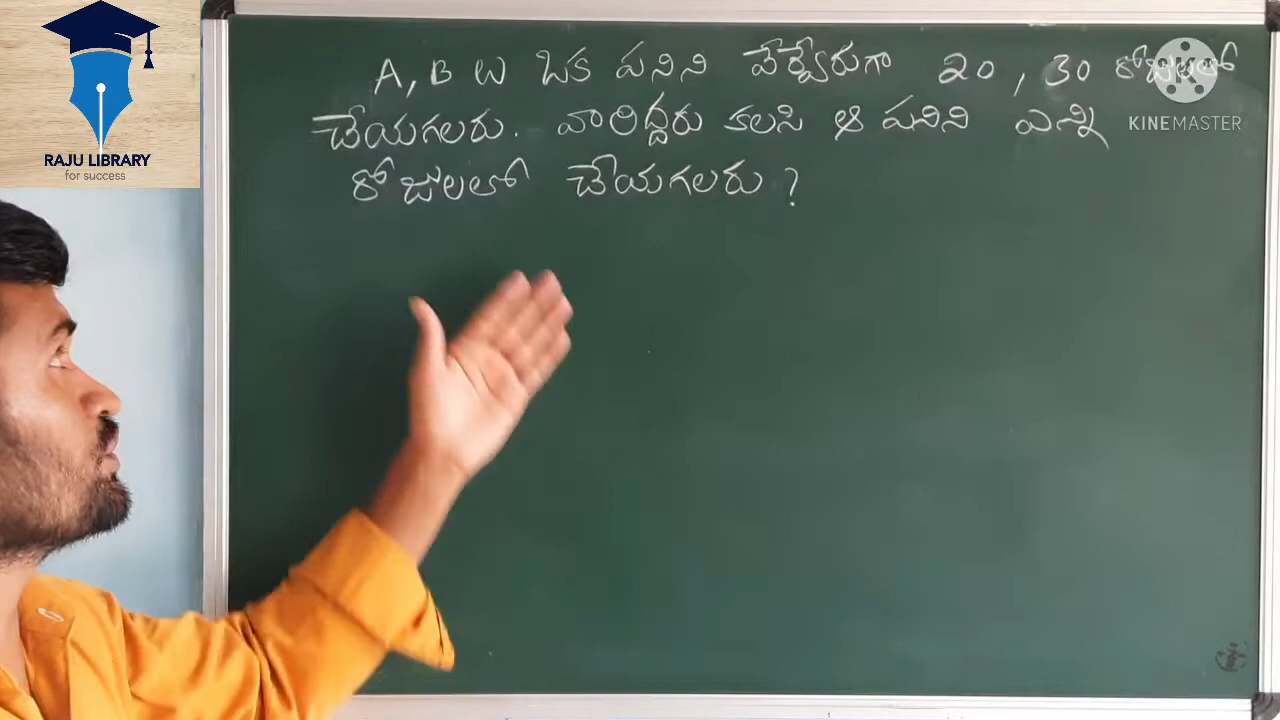 RAJU LIBRARY
for success
A, B లు ఒక పనిని వేర్వేరుగా 20, 30 రోజులలో
చేయగలరు. వారిద్దరు కలసి ఆ పనిని ఎన్ని
రోజులలో చేయగలరు?
K
KINEMASTER